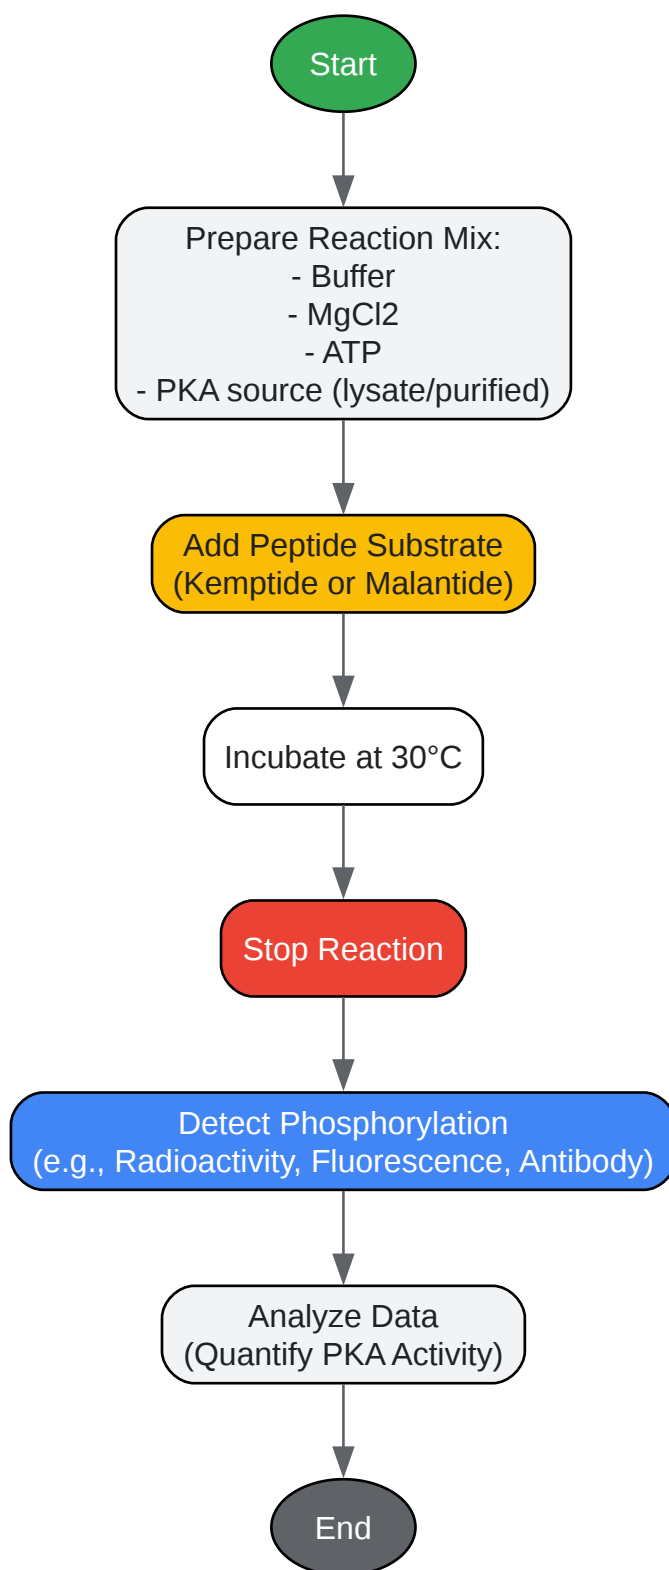 Start
Prepare Reaction Mix:
- Buffer
- MgCl2
- ATP
- PKA source (lysate/purified)
Add Peptide Substrate
(Kemptide or Malantide)
Incubate at 30°C
Stop Reaction
Detect Phosphorylation
(e.g., Radioactivity, Fluorescence, Antibody)
Analyze Data
(Quantify PKA Activity)
End